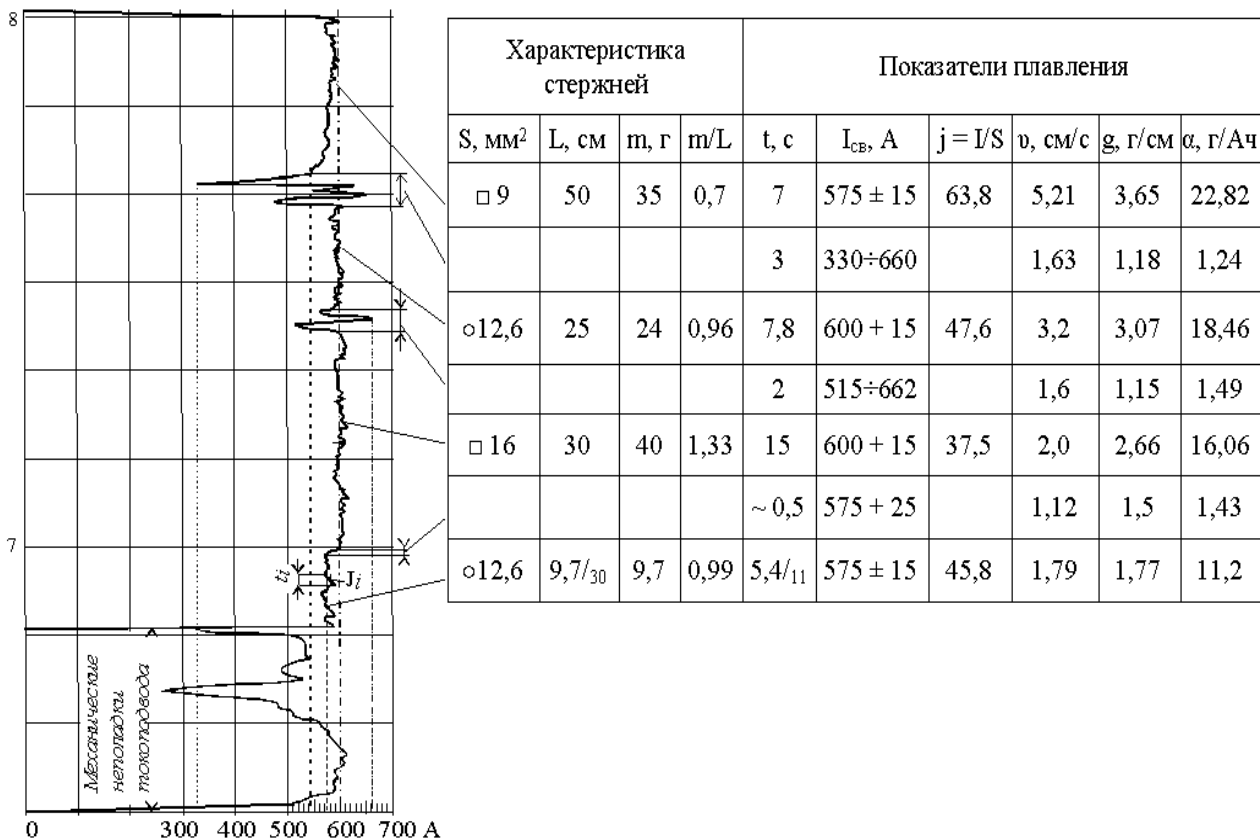 8
7
0
300 400 500 600 700 А
Механические
неполадки
токоподвода
ti
Ji
Характеристика
стержней
Показатели плавления
S, мм² L, см m, г m/L t, с Iсв, А j = I/S υ, см/с g, г/см α, г/Ач
□ 9 50 35 0,7 7 575 ± 15 63,8 5,21 3,65 22,82
3 330÷660 1,63 1,18 1,24
○12,6 25 24 0,96 7,8 600 + 15 47,6 3,2 3,07 18,46
2 515÷662 1,6 1,15 1,49
□ 16 30 40 1,33 15 600 + 15 37,5 2,0 2,66 16,06
~ 0,5 575 + 25 1,12 1,5 1,43
○12,6 9,7/30 9,7 0,99 5,4/11 575 ± 15 45,8 1,79 1,77 11,2